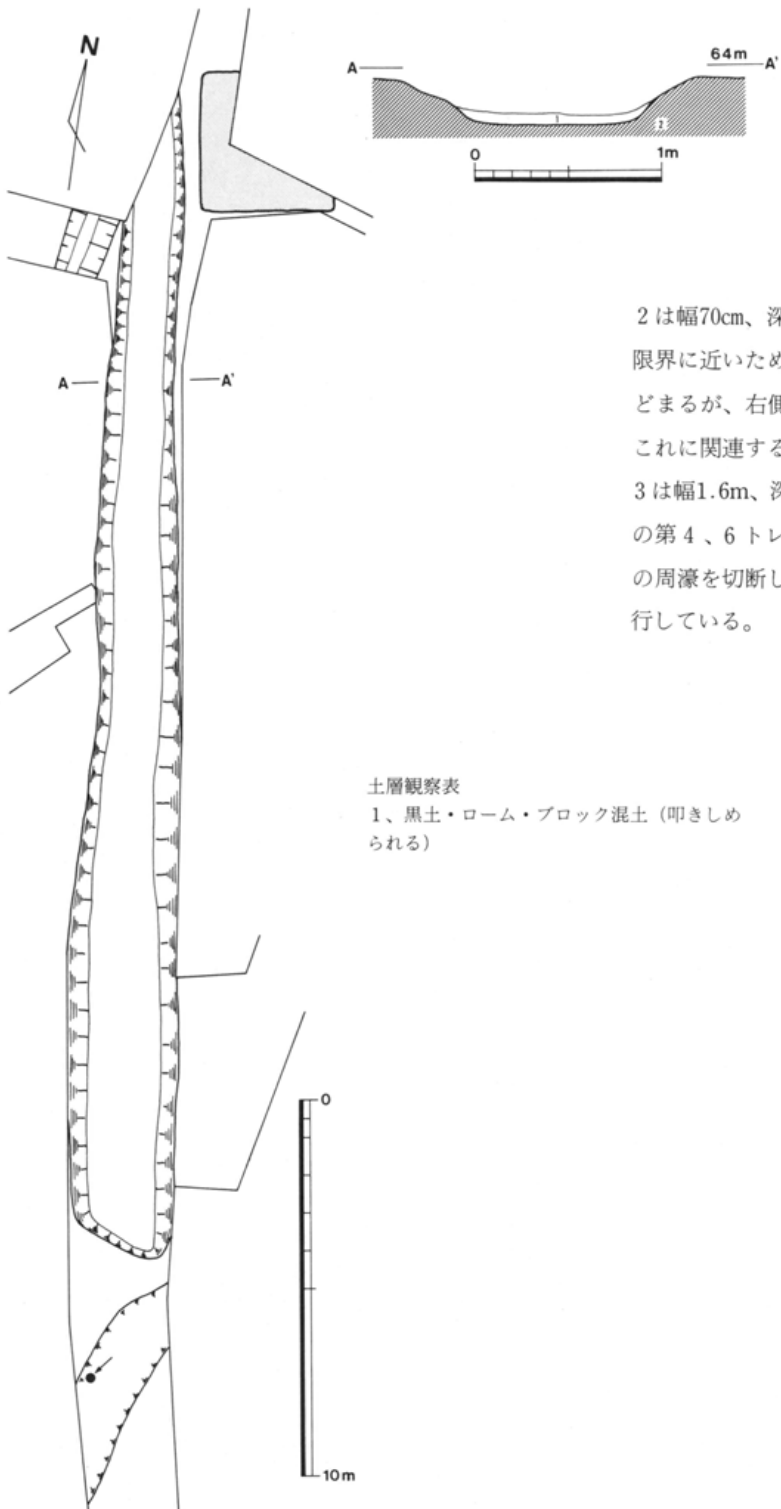 N
A
64m
A'
1
2
0
1m
2は幅70cm、深
限界に近いため
A
A'
どまるが、右側
これに関連する
3は幅1.6m、深
の第4、6トレ
の周濠を切断し
行している。
土層観察表
1、黒土・ローム・ブロック混土（叩きしめ
られる）
0
10m